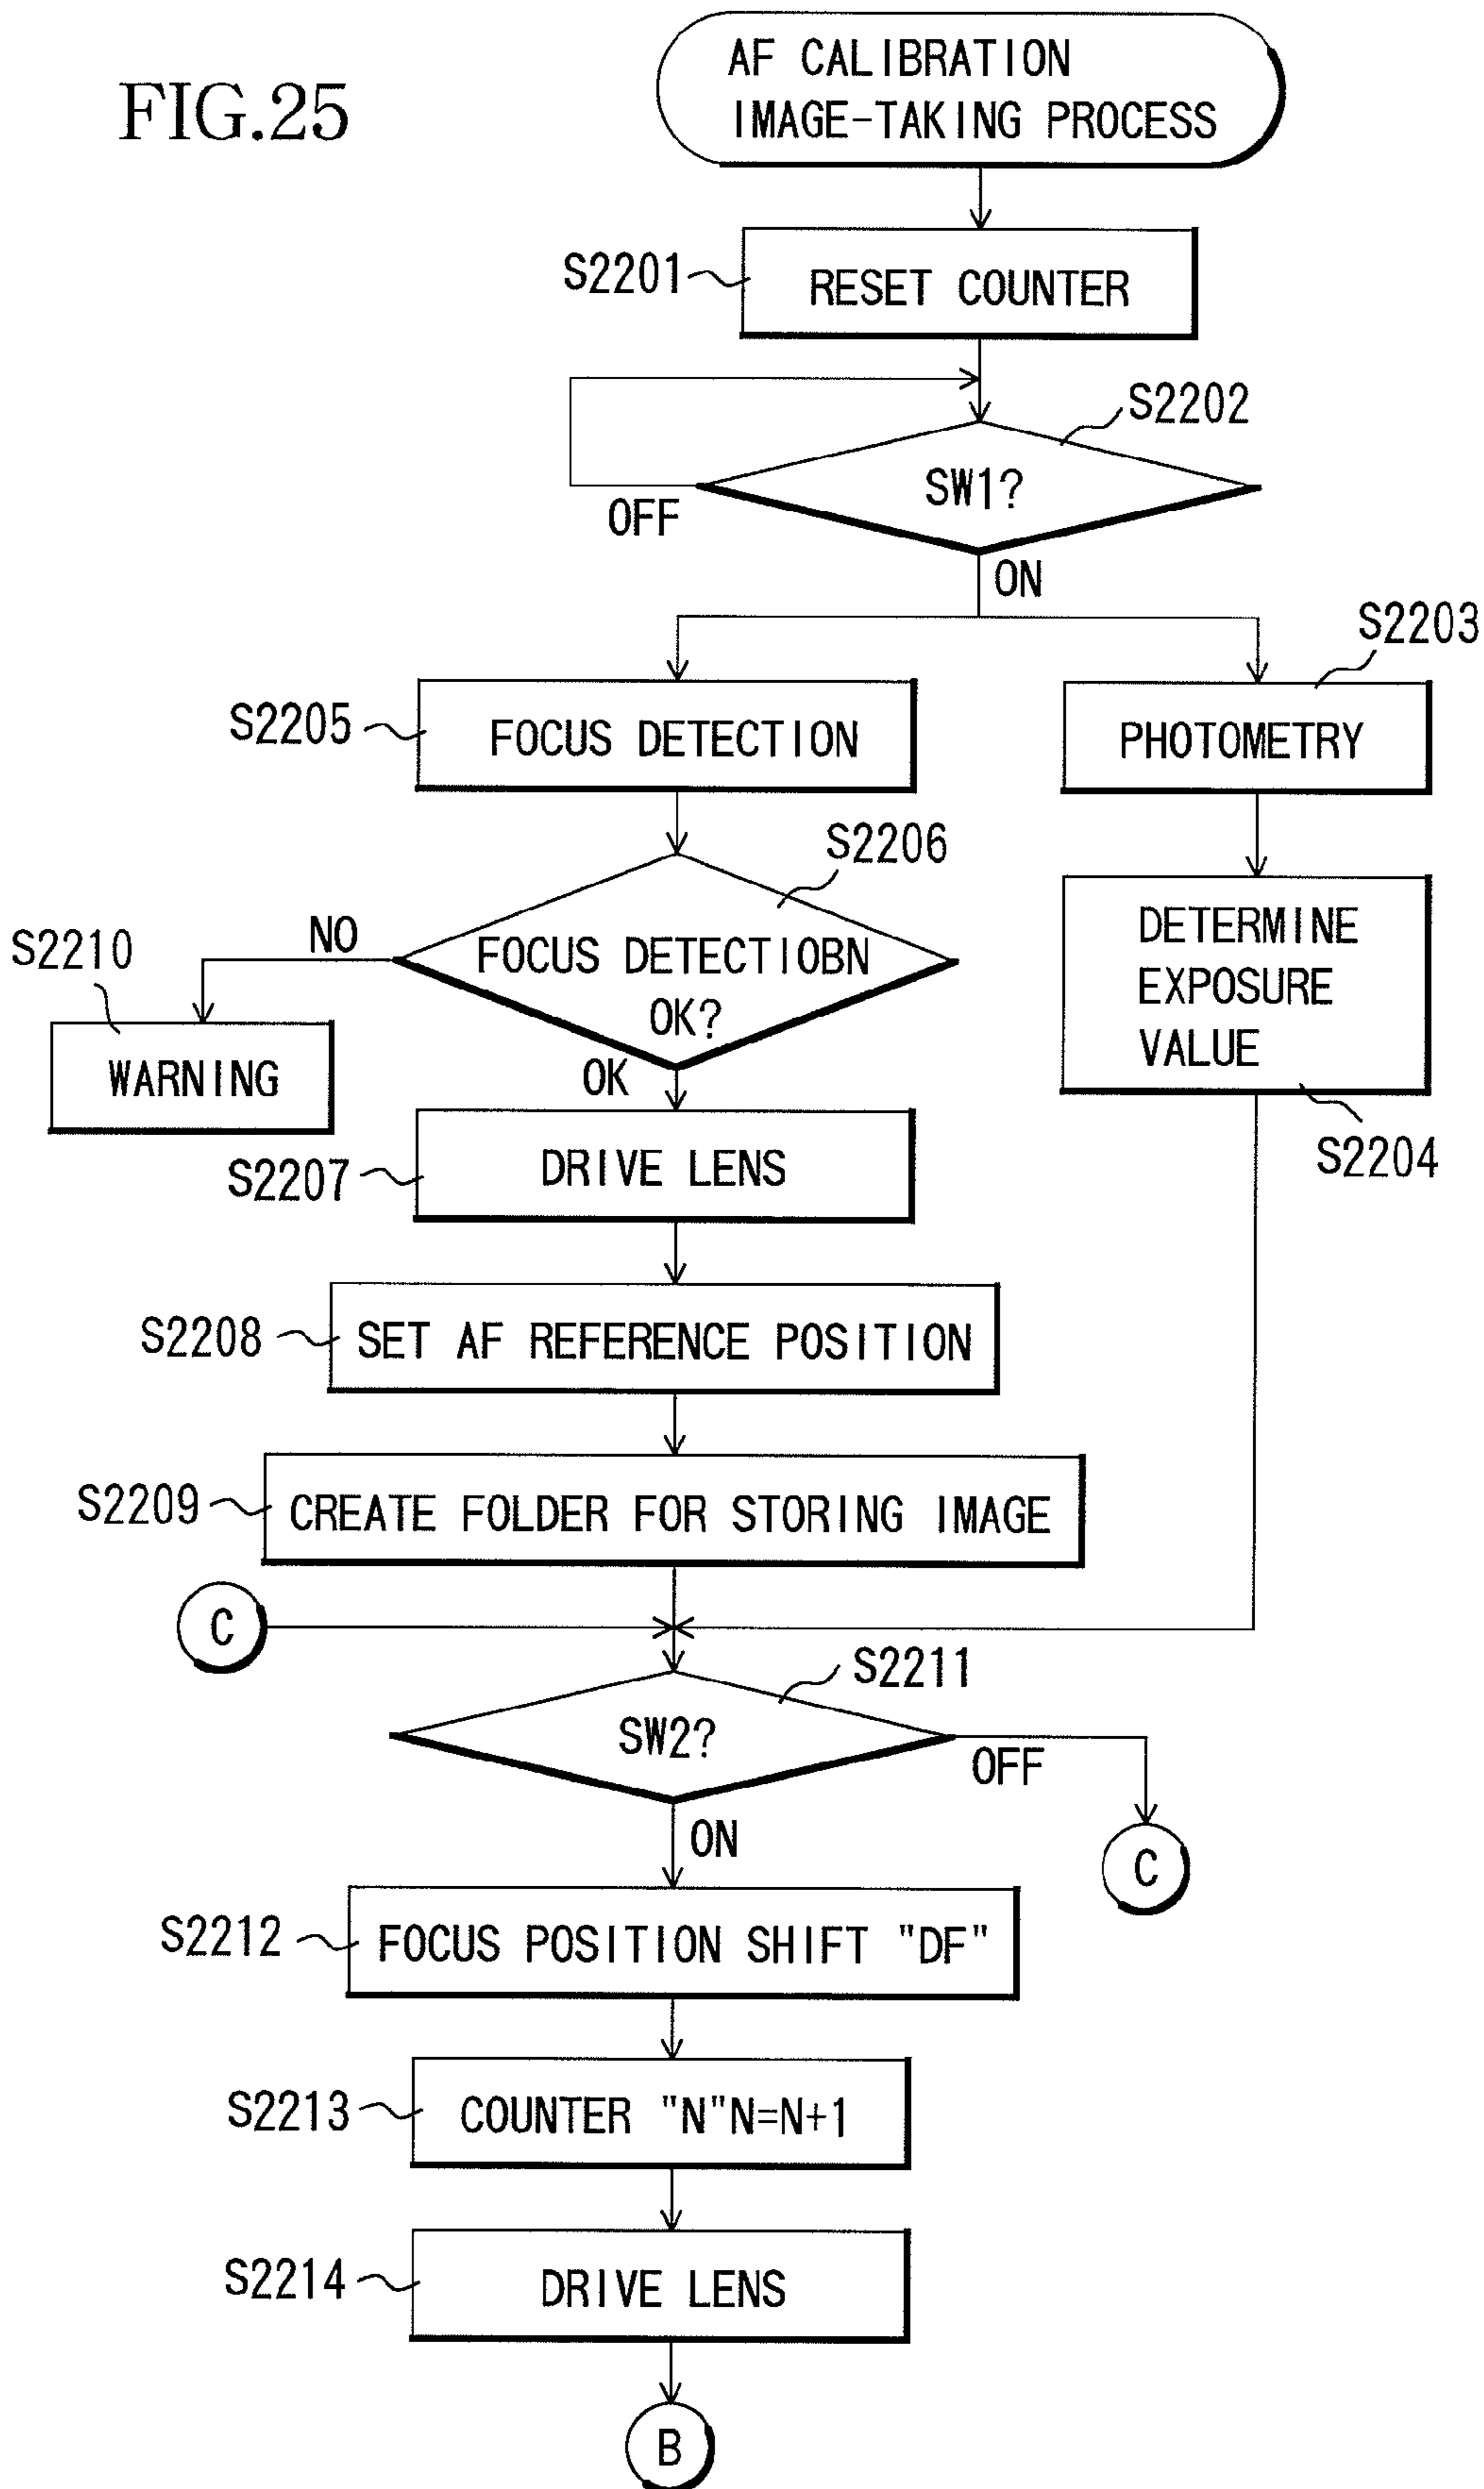 FIG.25
AF CALIBRATION
IMAGE-TAKING PROCESS
S2201
RESET COUNTER
S2202
SW1?
OFF
ON
S2203
S2205
FOCUS DETECTION
PHOTOMETRY
S2206
S2210
NO
FOCUS DETECTIOBN
OK?
DETERMINE
EXPOSURE
VALUE
WARNING
OK
S2204
S2207
DRIVE LENS
S2208
SET AF REFERENCE POSITION
S2209
CREATE FOLDER FOR STORING IMAGE
C
S2211
SW2?
OFF
ON
C
S2212
FOCUS POSITION SHIFT "DF"
S2213
COUNTER "N"N=N+1
S2214
DRIVE LENS
B